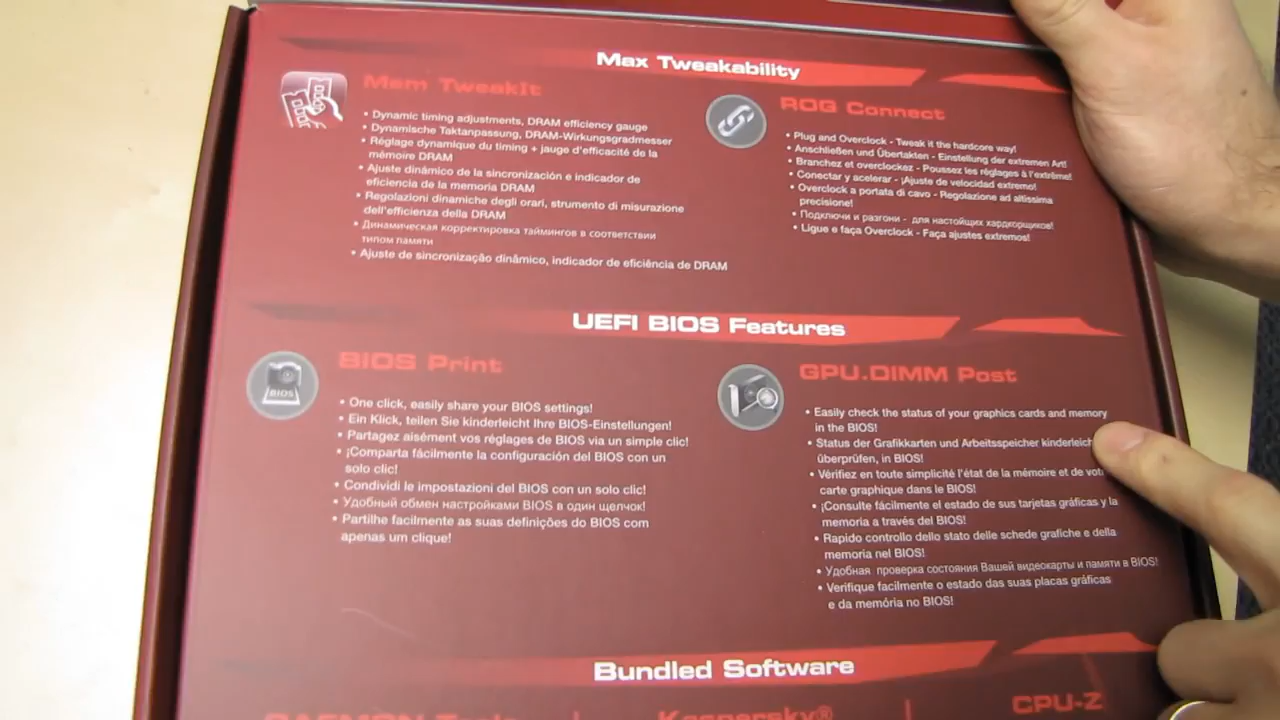 Max Tweakability
Mem TweakIt
• Dynamic timing adjustments, DRAM efficiency gauge
• Dynamische Taktanpassung, DRAM-Wirkungsgradmesser
• Réglage dynamique du timing + jauge d'efficacité de la
mémoire DRAM
• Ajuste dinámico de la sincronización e indicador de
eficiencia de la memoria DRAM
• Regolazioni dinamiche degli orari, strumento di misurazione
dell'efficienza della DRAM
• Динамическая корректировка таймингов в соответствии
типом памяти
• Ajuste de sincronização dinâmico, indicador de eficiência de DRAM
ROG Connect
• Plug and Overclock - Tweak it the hardcore way!
• Anschließen und Übertakten - Einstellung der extremen Art!
• Branchez et overclockez - Poussez les réglages à l'extrême!
• Conectar y acelerar - ¡Ajuste de velocidad extremo!
• Overclock a portata di cavo - Regolazione ad altissima
precisione!
• Подключи и разгони - для настойщих хардкорщиков!
• Ligue e faça Overclock - Faça ajustes extremos!
UEFI BIOS Features
BIOS
BIOS Print
• One click, easily share your BIOS settings!
• Ein Klick, teilen Sie kinderleicht Ihre BIOS-Einstellungen!
• Partagez aisément vos réglages de BIOS via un simple clic!
• ¡Comparta fácilmente la configuración del BIOS con un
solo clic!
• Condividi le impostazioni del BIOS con un solo clic!
• Удобный обмен настройками BIOS в один щелчок!
• Partilhe facilmente as suas definições do BIOS com
apenas um clique!
GPU.DIMM Post
• Easily check the status of your graphics cards and memory
in the BIOS!
• Status der Grafikkarten und Arbeitsspeicher kinderleich
überprüfen, in BIOS!
• Vérifiez en toute simplicité l'état de la mémoire et de vot
carte graphique dans le BIOS!
• ¡Consulte fácilmente el estado de sus tarjetas gráficas y la
memoria a través del BIOS!
• Rapido controllo dello stato delle schede grafiche e della
memoria nel BIOS!
• Удобная проверка состояния Вашей видеокарты и памяти в BIOS!
• Verifique facilmente o estado das suas placas gráficas
e da memória no BIOS!
Bundled Software
DAEMON Tools
Kaspersky®
CPU-Z